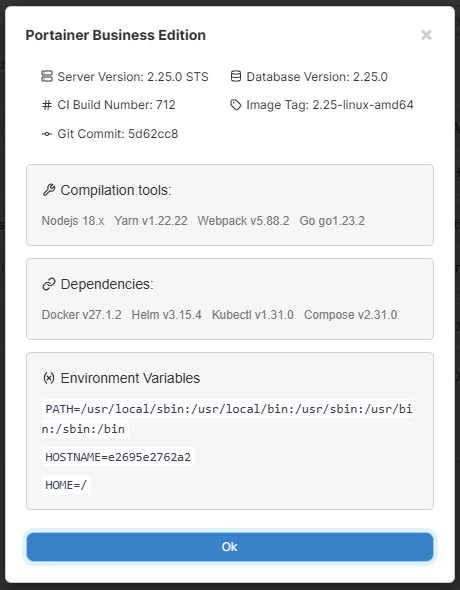 Portainer Business Edition
Server Version: 2.25.0 STS
Database Version: 2.25.0
CI Build Number: 712
Image Tag: 2.25-linux-amd64
Git Commit: 5d62cc8
Compilation tools:
Nodejs 18.x Yarn v1.22.22 Webpack v5.88.2 Go go1.23.2
Dependencies:
Docker v27.1.2 Helm v3.15.4 Kubectl v1.31.0 Compose v2.31.0
Environment Variables
PATH=/usr/local/sbin:/usr/local/bin:/usr/sbin:/usr/bi
n:/sbin:/bin
HOSTNAME=e2695e2762a2
HOME=/
Ok